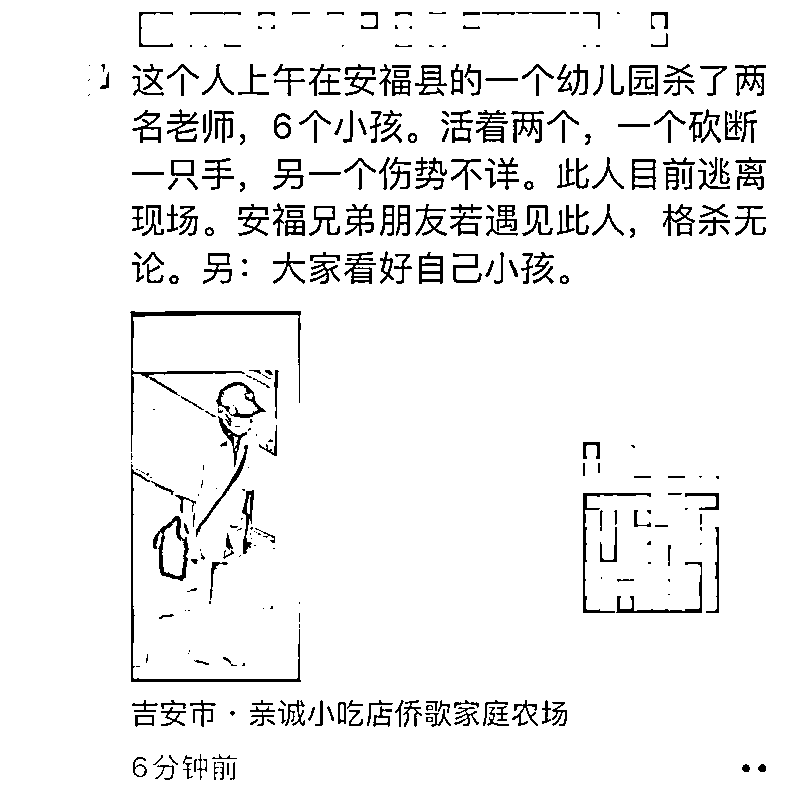 这个人上午在安福县的一个幼儿园杀了两
名老师，6个小孩。活着两个，一个砍断
一只手，另一个伤势不详。此人目前逃离
现场。安福兄弟朋友若遇见此人，格杀无
论。另：大家看好自己小孩。
吉安市·亲诚小吃店侨歌家庭农场
6分钟前